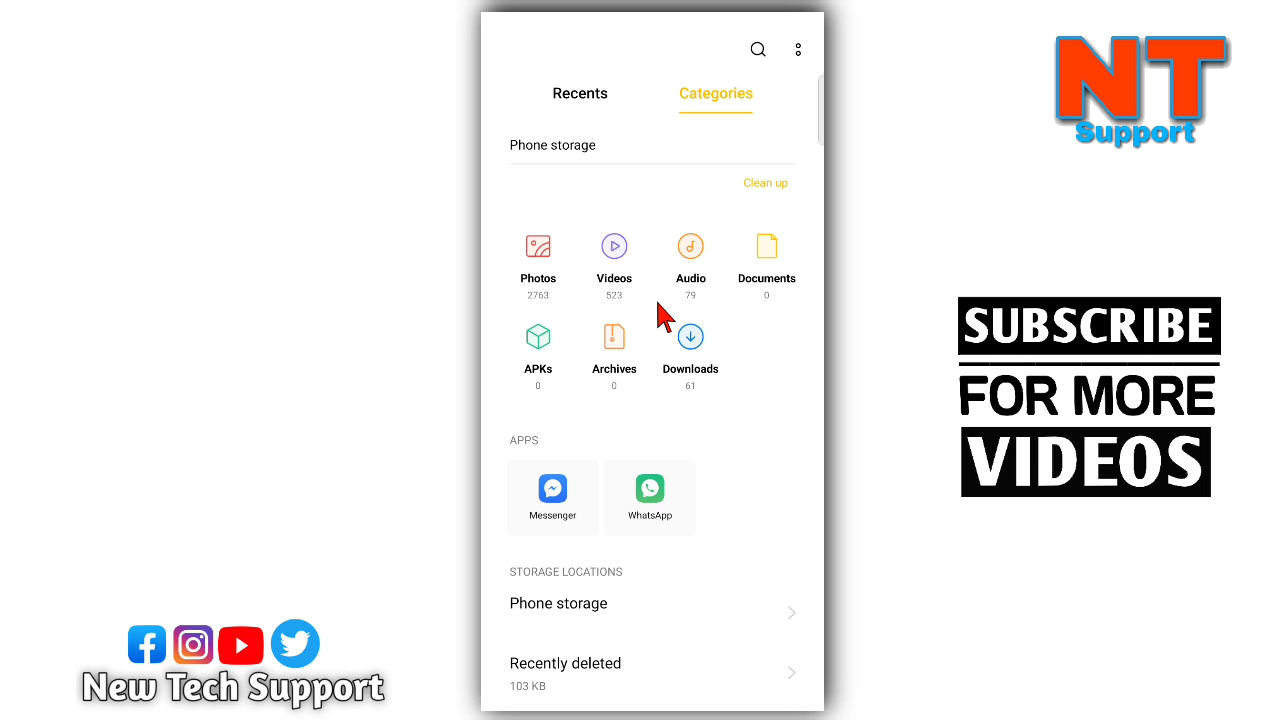 Recents
Categories
Phone storage
Clean up
Photos
Videos
Audio
Documents
2763
523
79
0
APKs
Archives
Downloads
0
0
61
APPS
Messenger
WhatsApp
STORAGE LOCATIONS
Phone storage
Recently deleted
103 KB
NT
Support
SUBSCRIBE
FOR MORE
VIDEOS
New Tech Support